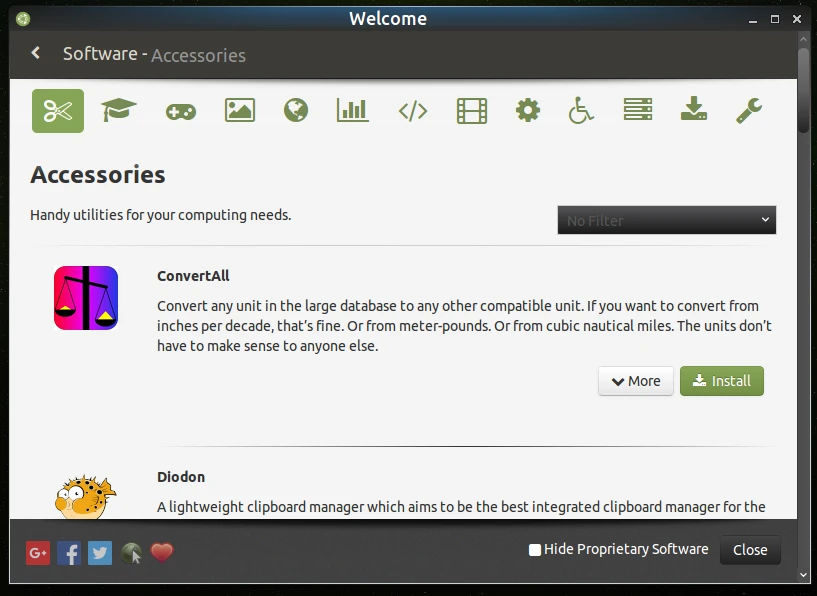 Welcome
Software - Accessories
Accessories
Handy utilities for your computing needs.
No Filter
ConvertAll
Convert any unit in the large database to any other compatible unit. If you want to convert from
inches per decade, that's fine. Or from meter-pounds. Or from cubic nautical miles. The units don't
have to make sense to anyone else.
More
Install
Diodon
A lightweight clipboard manager which aims to be the best integrated clipboard manager for the
G+
Hide Proprietary Software
Close